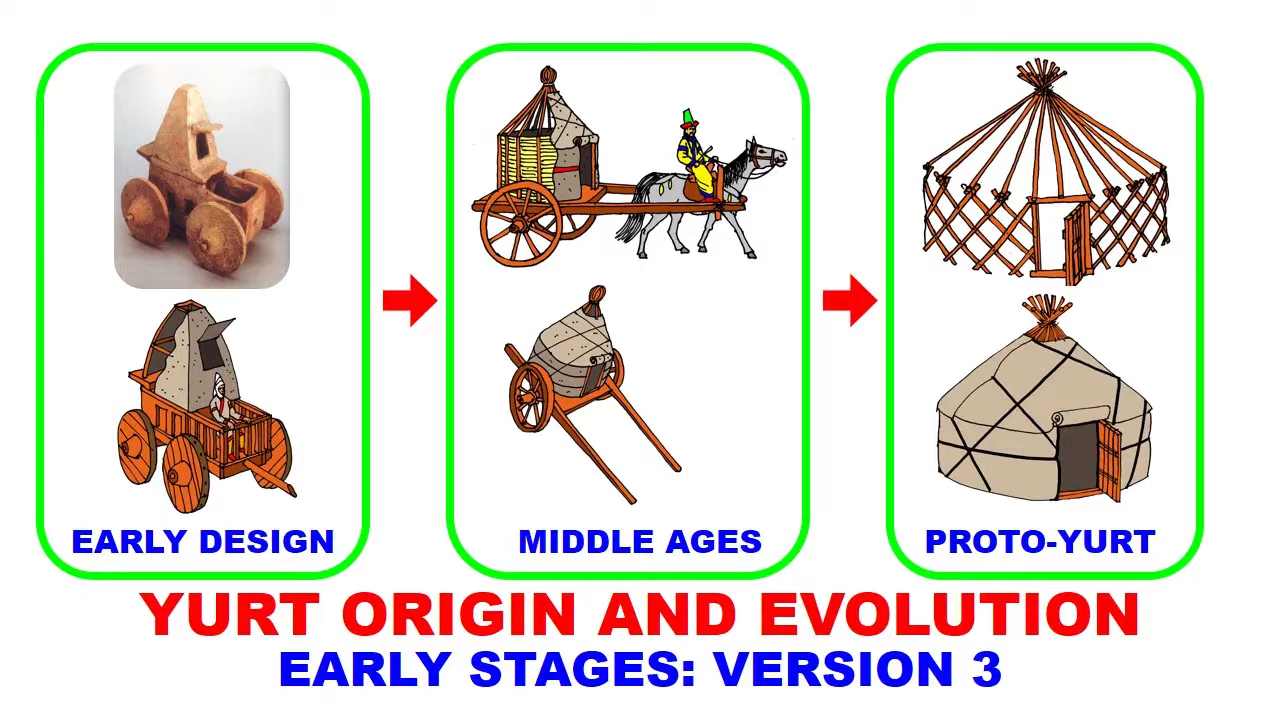 EARLY DESIGN
MIDDLE AGES
PROTO-YURT
YURT ORIGIN AND EVOLUTION
EARLY STAGES: VERSION 3